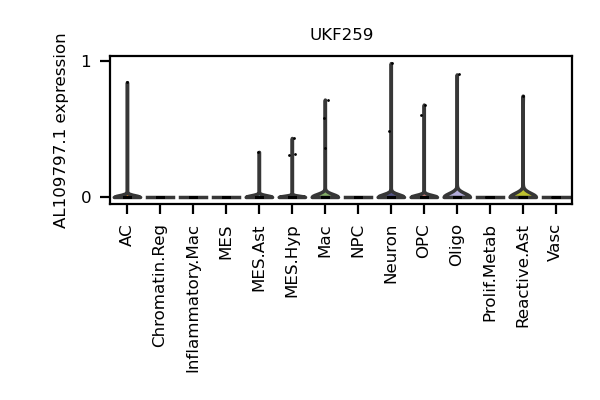 UKF259
AL109797.1 expression
1
0
AC
Chromatin.Reg
Inflammatory.Mac
MES
MES.Ast
MES.Hyp
Mac
NPC
Neuron
OPC
Oligo
Prolif.Metab
Reactive.Ast
Vasc